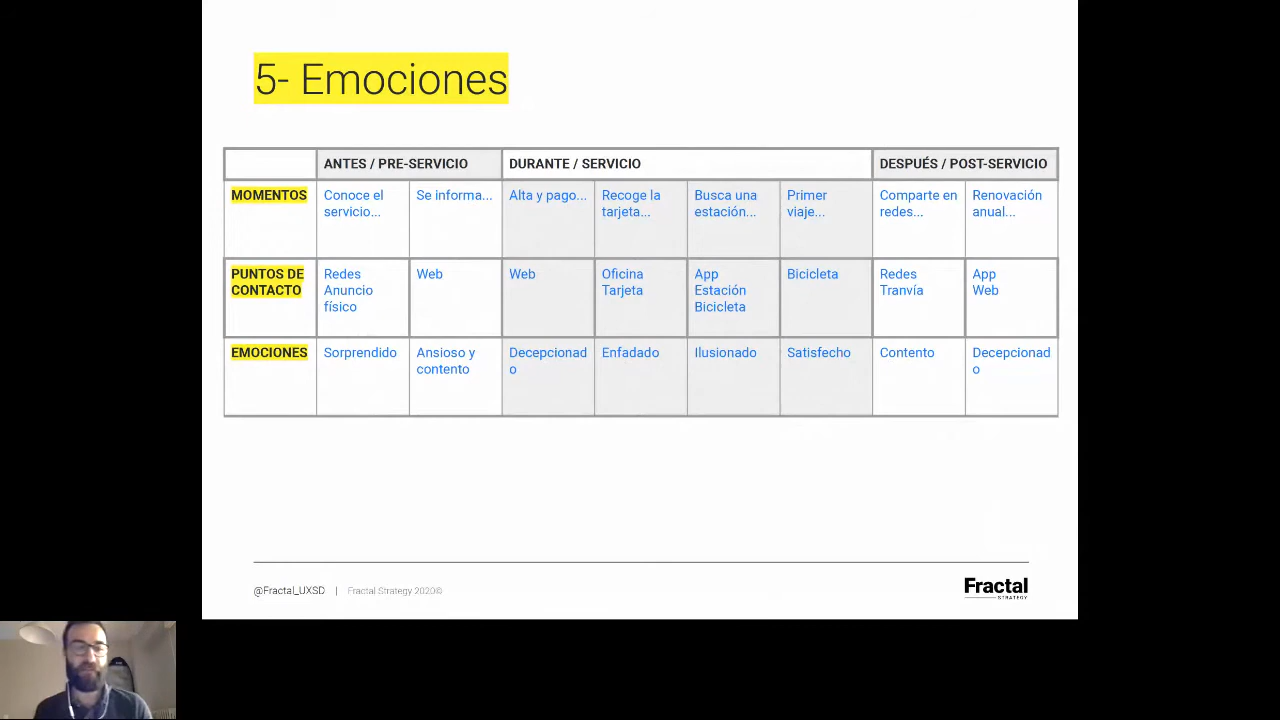 5- Emociones
ANTES / PRE-SERVICIO
DURANTE / SERVICIO
DESPUÉS / POST-SERVICIO
MOMENTOS
Conoce el
servicio...
Se informa...
Alta y pago...
Recoge la
tarjeta...
Busca una
estación...
Primer
viaje...
Comparte en
redes...
Renovación
anual...
PUNTOS DE
CONTACTO
Redes
Anuncio
físico
Web
Web
Oficina
Tarjeta
App
Estación
Bicicleta
Bicicleta
Redes
Tranvía
App
Web
EMOCIONES
Sorprendido
Ansioso y
contento
Decepcionad
o
Enfadado
Ilusionado
Satisfecho
Contento
Decepcionad
o
@Fractal_UXSD | Fractal Strategy 2020©
Fractal
STRATEGY